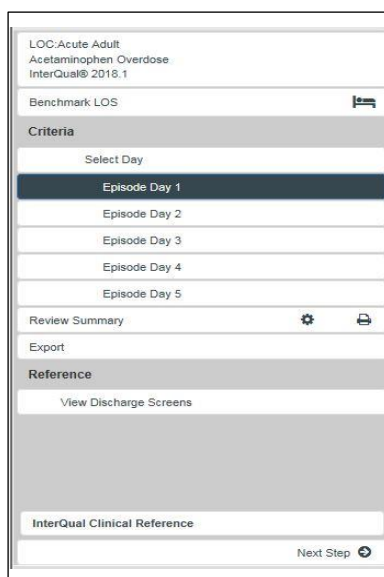 LOC:Acute Adult
Acetaminophen Overdose
InterQual® 2018.1
Benchmark LOS
Criteria
Select Day
Episode Day 1
Episode Day 2
Episode Day 3
Episode Day 4
Episode Day 5
Review Summary
Export
Reference
View Discharge Screens
InterQual Clinical Reference
Next Step